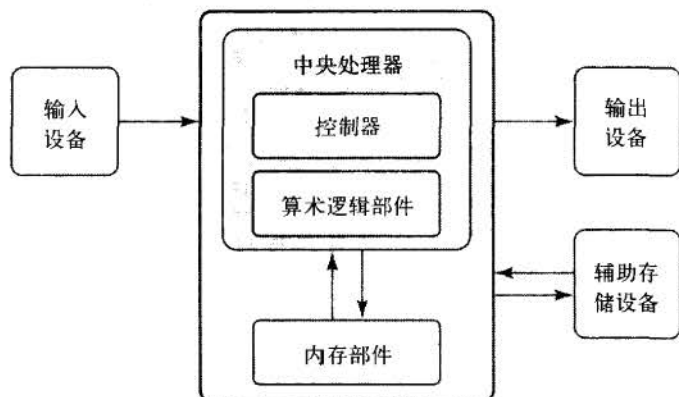 中央处理器
输入
设备
控制器
输出
设备
算术逻辑部件
辅助存
储设备
内存部件